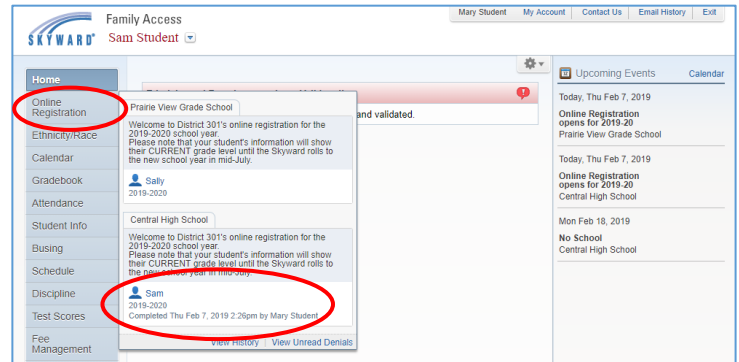 Mary Student My Account Contact Us Email History Exit
SKYWARD®
Family Access
Sam Student
Home
Online
Registration
Ethnicity/Race
Calendar
Gradebook
Attendance
Student Info
Busing
Schedule
Discipline
Test Scores
Fee
Management
and validated.
Prairie View Grade School
Welcome to District 301's online registration for the
2019-2020 school year.
Please note that your student's information will show
their CURRENT grade level until the Skyward rolls to
the new school year in mid-July.
Sally
2019-2020
Central High School
Welcome to District 301's online registration for the
2019-2020 school year.
Please note that your student's information will show
their CURRENT grade level until the Skyward rolls to
the new school year in mid-July.
Sam
2019-2020
Completed Thu Feb 7, 2019 2:26pm by Mary Student
View History View Unread Denials
Upcoming Events Calendar
Today, Thu Feb 7, 2019
Online Registration
opens for 2019-20
Prairie View Grade School
Today, Thu Feb 7, 2019
Online Registration
opens for 2019-20
Central High School
Mon Feb 18, 2019
No School
Central High School